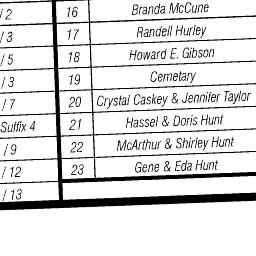 / 2 16 Branda McCune
/ 3 17 Randell Hurley
/ 5 18 Howard E. Gibson
/ 3 19 Cemetary
/ 7 20 Crystal Caskey & Jennifer Taylor
Suffix 4 21 Hassel & Doris Hunt
/ 9 22 McArthur & Shirley Hunt
/ 12 23 Gene & Eda Hunt
/ 13